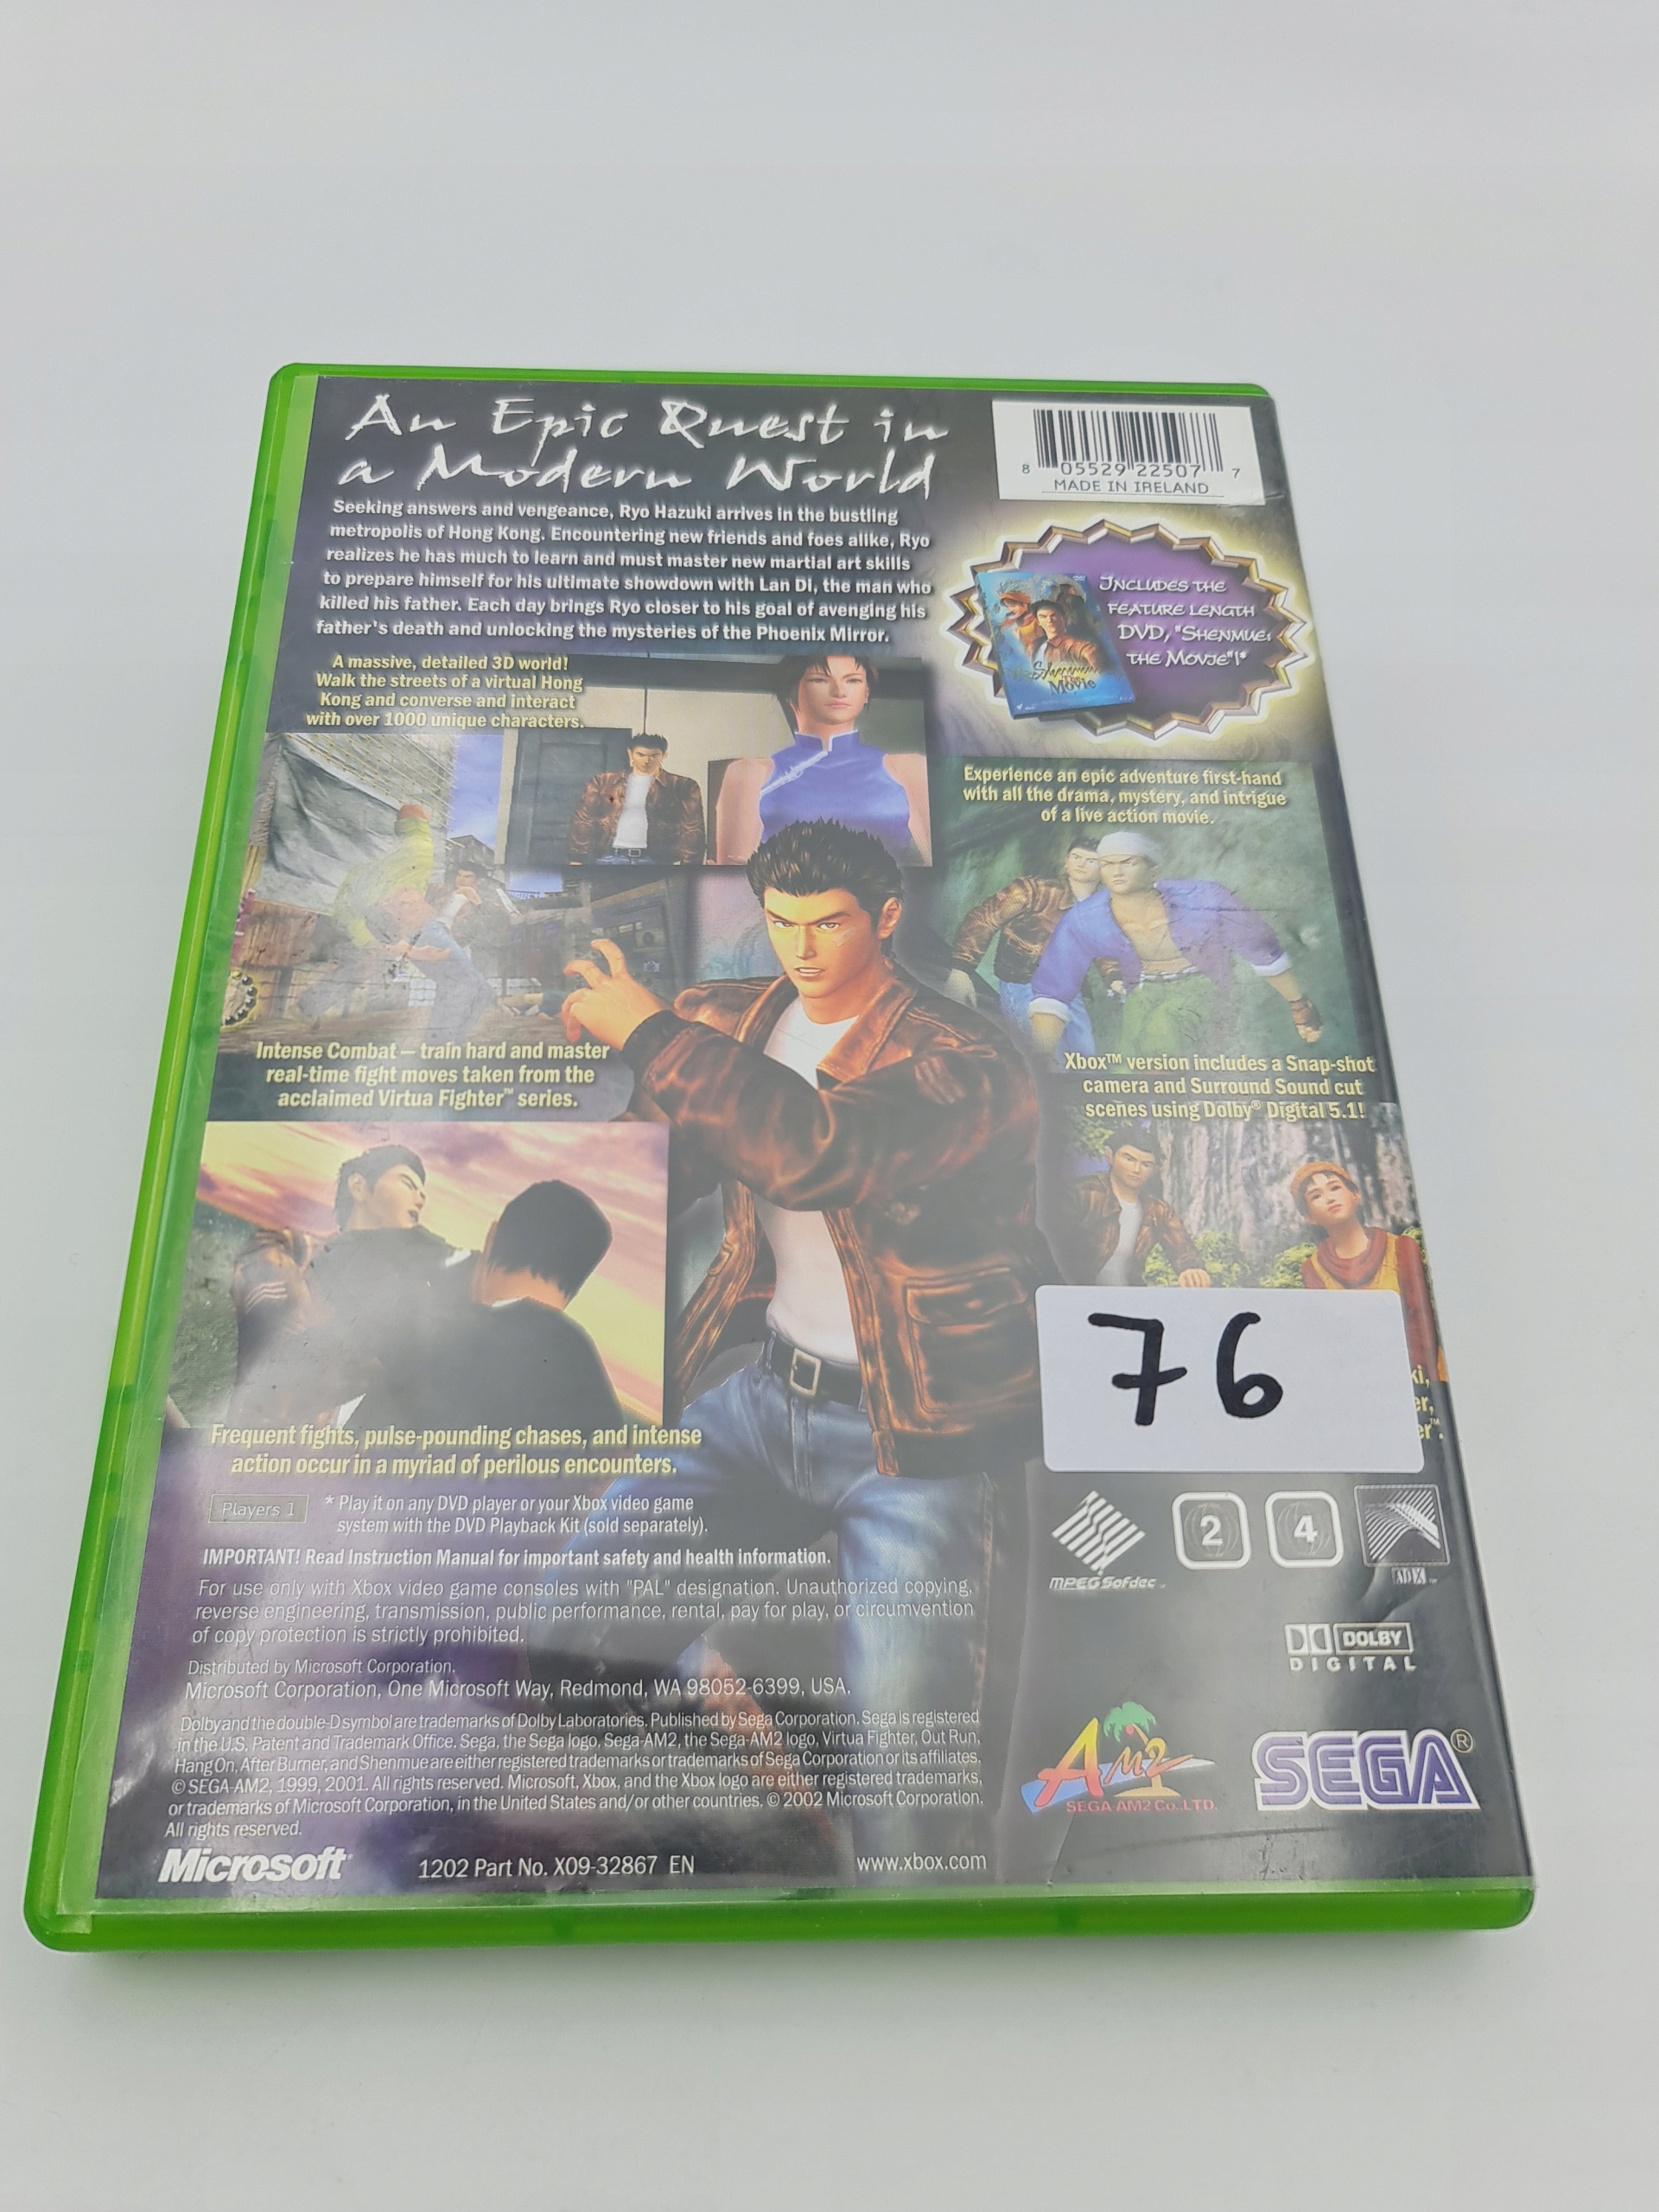 An Epic Quest in
a Modern World
8 05529 22507 7
MADE IN IRELAND
Seeking answers and vengeance, Ryo Hazuki arrives in the bustling
metropolis of Hong Kong. Encountering new friends and foes alike, Ryo
realizes he has much to learn and must master new martial art skills
to prepare himself for his ultimate showdown with Lan Di, the man who
killed his father. Each day brings Ryo closer to his goal of avenging his
father's death and unlocking the mysteries of the Phoenix Mirror.
INCLUDES THE
FEATURE LENGTH
DVD, "SHENMUE:
THE MOVIE"!*
Shenmue
The
Movie
A massive, detailed 3D world!
Walk the streets of a virtual Hong
Kong and converse and interact
with over 1000 unique characters.
Experience an epic adventure first-hand
with all the drama, mystery, and intrigue
of a live action movie.
Intense Combat — train hard and master
real-time fight moves taken from the
acclaimed Virtua Fighter™ series.
Xbox™ version includes a Snap-shot
camera and Surround Sound cut
scenes using Dolby® Digital 5.1!
76
ki,
er,
er™.
Frequent fights, pulse-pounding chases, and intense
action occur in a myriad of perilous encounters.
Players 1
* Play it on any DVD player or your Xbox video game
system with the DVD Playback Kit (sold separately).
IMPORTANT! Read Instruction Manual for important safety and health information.
For use only with Xbox video game consoles with "PAL" designation. Unauthorized copying,
reverse engineering, transmission, public performance, rental, pay for play, or circumvention
of copy protection is strictly prohibited.
Distributed by Microsoft Corporation.
Microsoft Corporation, One Microsoft Way, Redmond, WA 98052-6399, USA.
Dolby and the double-D symbol are trademarks of Dolby Laboratories. Published by Sega Corporation. Sega is registered
in the U.S. Patent and Trademark Office. Sega, the Sega logo, Sega-AM2, the Sega-AM2 logo, Virtua Fighter, Out Run,
Hang On, After Burner, and Shenmue are either registered trademarks or trademarks of Sega Corporation or its affiliates.
© SEGA-AM2, 1999, 2001. All rights reserved. Microsoft, Xbox, and the Xbox logo are either registered trademarks,
or trademarks of Microsoft Corporation, in the United States and/or other countries. © 2002 Microsoft Corporation.
All rights reserved.
Microsoft
1202 Part No. X09-32867 EN
www.xbox.com
MPEG Sofdec™
2
4
ADX™
DOLBY
DIGITAL
AM2
SEGA-AM2 Co. LTD.
SEGA®